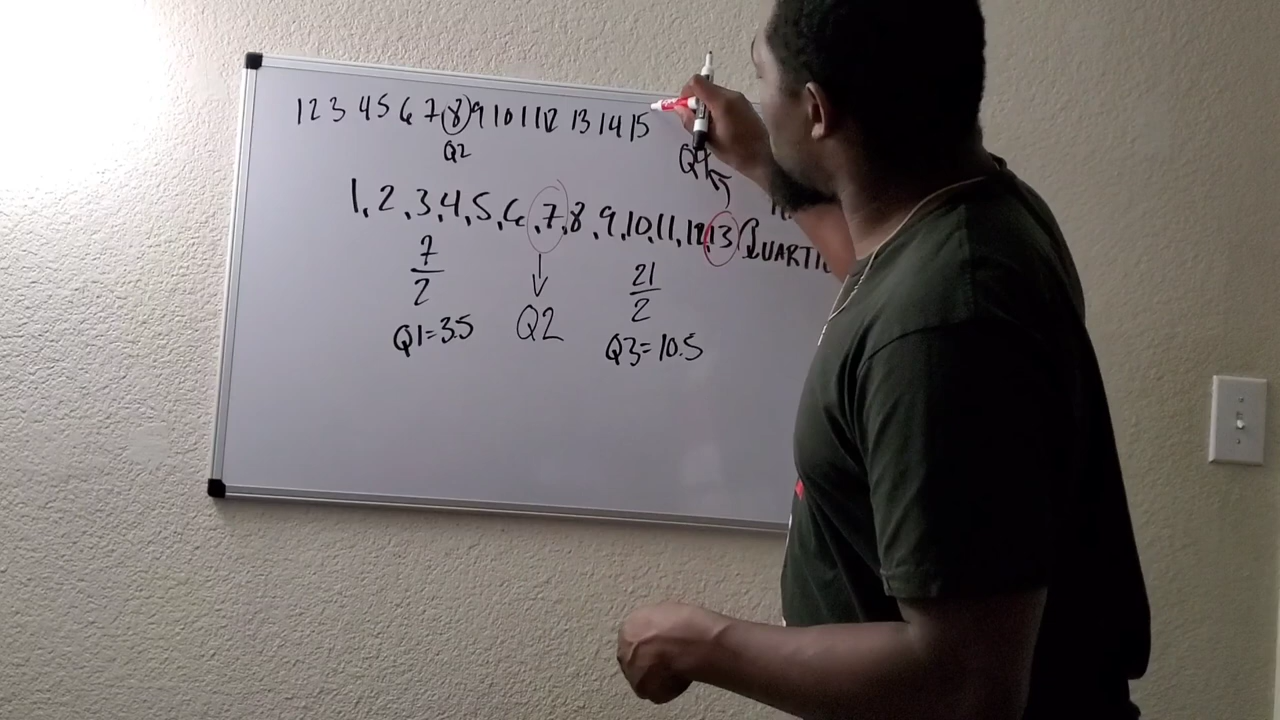 1 2 3 4 5 6 7 8 9 10 11 12 13 14 15
Q2
Q4
1, 2, 3, 4, 5, 6, 7, 8, 9, 10, 11, 12, 13
7
2
Q1=3.5
Q2
21
2
Q3=10.5